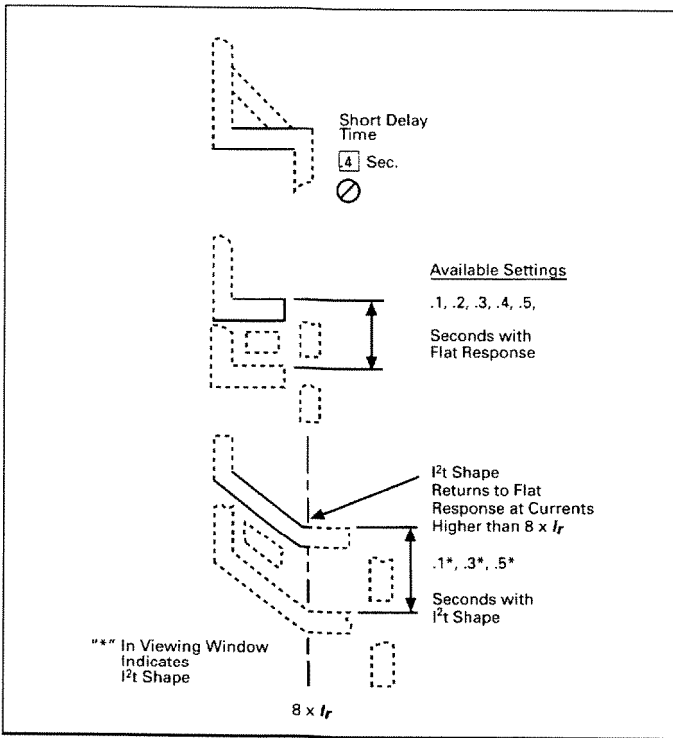 Short Delay
Time
.4 Sec.
Available Settings
.1, .2, .3, .4, .5,
Seconds with
Flat Response
I²t Shape
Returns to Flat
Response at Currents
Higher than 8 x Ir
.1*, .3*, .5*
Seconds with
I²t Shape
"*" In Viewing Window
Indicates
I²t Shape
8 x Ir